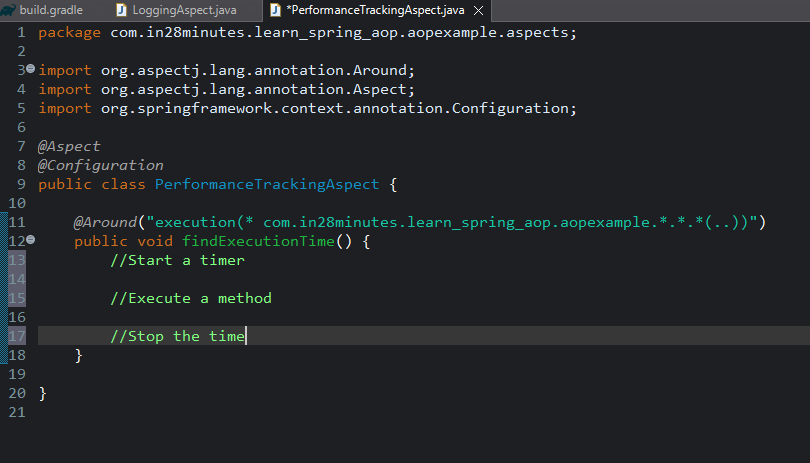 build.gradle LoggingAspect.java *PerformanceTrackingAspect.java
1 package com.in28minutes.learn_spring_aop.aopexample.aspects;
2
3 import org.aspectj.lang.annotation.Around;
4 import org.aspectj.lang.annotation.Aspect;
5 import org.springframework.context.annotation.Configuration;
6
7 @Aspect
8 @Configuration
9 public class PerformanceTrackingAspect {
10
11     @Around("execution(* com.in28minutes.learn_spring_aop.aopexample.*.*.*(..))")
12     public void findExecutionTime() {
13         //Start a timer
14
15         //Execute a method
16
17         //Stop the time
18     }
19
20 }
21